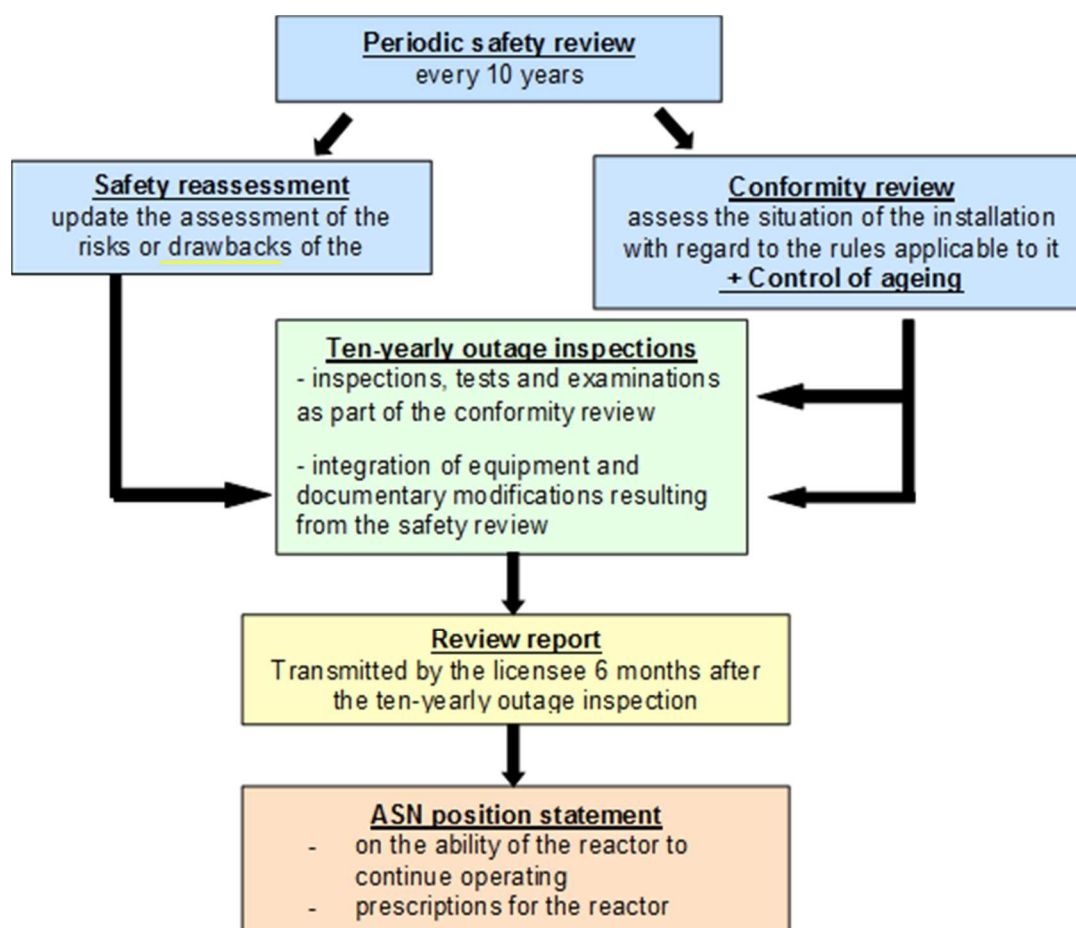 Periodic safety review
every 10 years
Safety reassessment
update the assessment of the
risks or drawbacks of the
Conformity review
assess the situation of the installation
with regard to the rules applicable to it
+ Control of ageing
Ten-yearly outage inspections
- inspections, tests and examinations
as part of the conformity review
- integration of equipment and
documentary modifications resulting
from the safety review
Review report
Transmitted by the licensee 6 months after
the ten-yearly outage inspection
ASN position statement
- on the ability of the reactor to
continue operating
- prescriptions for the reactor